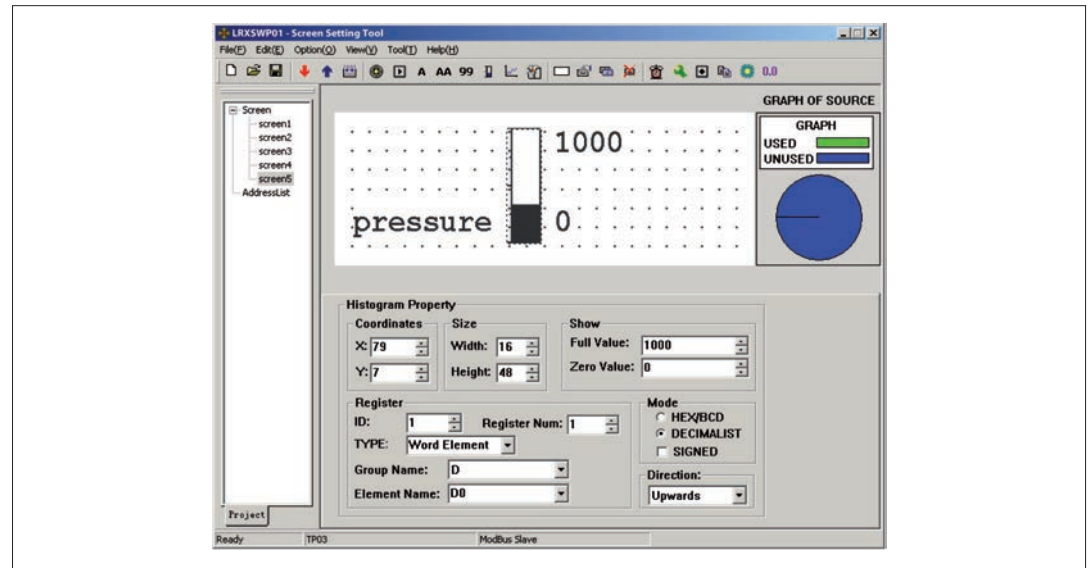 LRXSWP01 - Screen Setting Tool
File(F) Edit(E) Option(O) View(V) Tool(T) Help(H)
A AA 99 0.0
Screen
screen1
screen2
screen3
screen4
screen5
AddressList
Project
1000
pressure 0
GRAPH OF SOURCE
GRAPH
USED
UNUSED
Histogram Property
Coordinates Size Show
X: 79 Width: 16 Full Value: 1000
Y: 7 Height: 48 Zero Value: 0
Register Mode
ID: 1 Register Num: 1 HEX/BCD
TYPE: Word Element DECIMALIST
SIGNED
Group Name: D Direction:
Element Name: D0 Upwards
Ready TP03 ModBus Slave